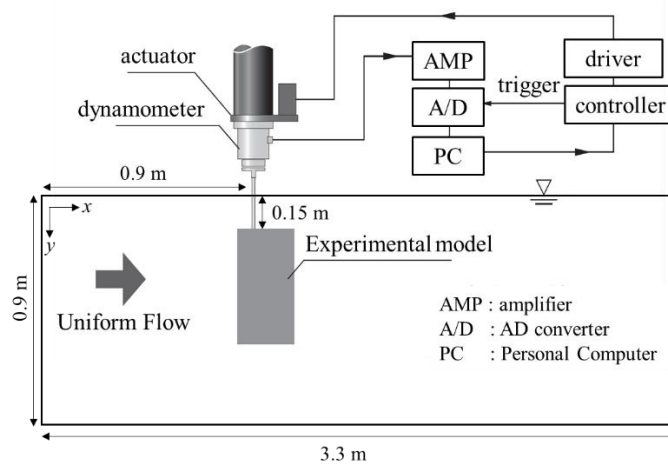 actuator
dynamometer
AMP
A/D
PC
trigger
driver
controller
0.9 m
0.15 m
x
y
Experimental model
0.9 m
Uniform Flow
AMP : amplifier
A/D : AD converter
PC : Personal Computer
3.3 m